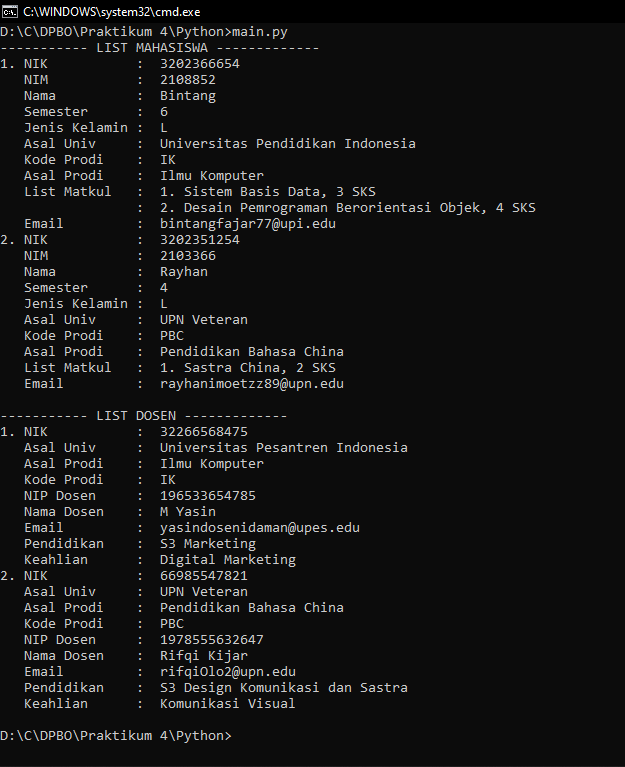 C:\WINDOWS\system32\cmd.exe
D:\C\DPBO\Praktikum 4\Python>main.py
----------- LIST MAHASISWA -------------
1. NIK           :  3202366654
   NIM           :  2108852
   Nama          :  Bintang
   Semester      :  6
   Jenis Kelamin :  L
   Asal Univ     :  Universitas Pendidikan Indonesia
   Kode Prodi    :  IK
   Asal Prodi    :  Ilmu Komputer
   List Matkul   :  1. Sistem Basis Data, 3 SKS
                 :  2. Desain Pemrograman Berorientasi Objek, 4 SKS
   Email         :  bintangfajar77@upi.edu
2. NIK           :  3202351254
   NIM           :  2103366
   Nama          :  Rayhan
   Semester      :  4
   Jenis Kelamin :  L
   Asal Univ     :  UPN Veteran
   Kode Prodi    :  PBC
   Asal Prodi    :  Pendidikan Bahasa China
   List Matkul   :  1. Sastra China, 2 SKS
   Email         :  rayhanimoetzz89@upn.edu
----------- LIST DOSEN -------------
1. NIK           :  32266568475
   Asal Univ     :  Universitas Pesantren Indonesia
   Asal Prodi    :  Ilmu Komputer
   Kode Prodi    :  IK
   NIP Dosen     :  196533654785
   Nama Dosen    :  M Yasin
   Email         :  yasindosenidaman@upes.edu
   Pendidikan    :  S3 Marketing
   Keahlian      :  Digital Marketing
2. NIK           :  66985547821
   Asal Univ     :  UPN Veteran
   Asal Prodi    :  Pendidikan Bahasa China
   Kode Prodi    :  PBC
   NIP Dosen     :  1978555632647
   Nama Dosen    :  Rifqi Kijar
   Email         :  rifqiOlo2@upn.edu
   Pendidikan    :  S3 Design Komunikasi dan Sastra
   Keahlian      :  Komunikasi Visual
D:\C\DPBO\Praktikum 4\Python>